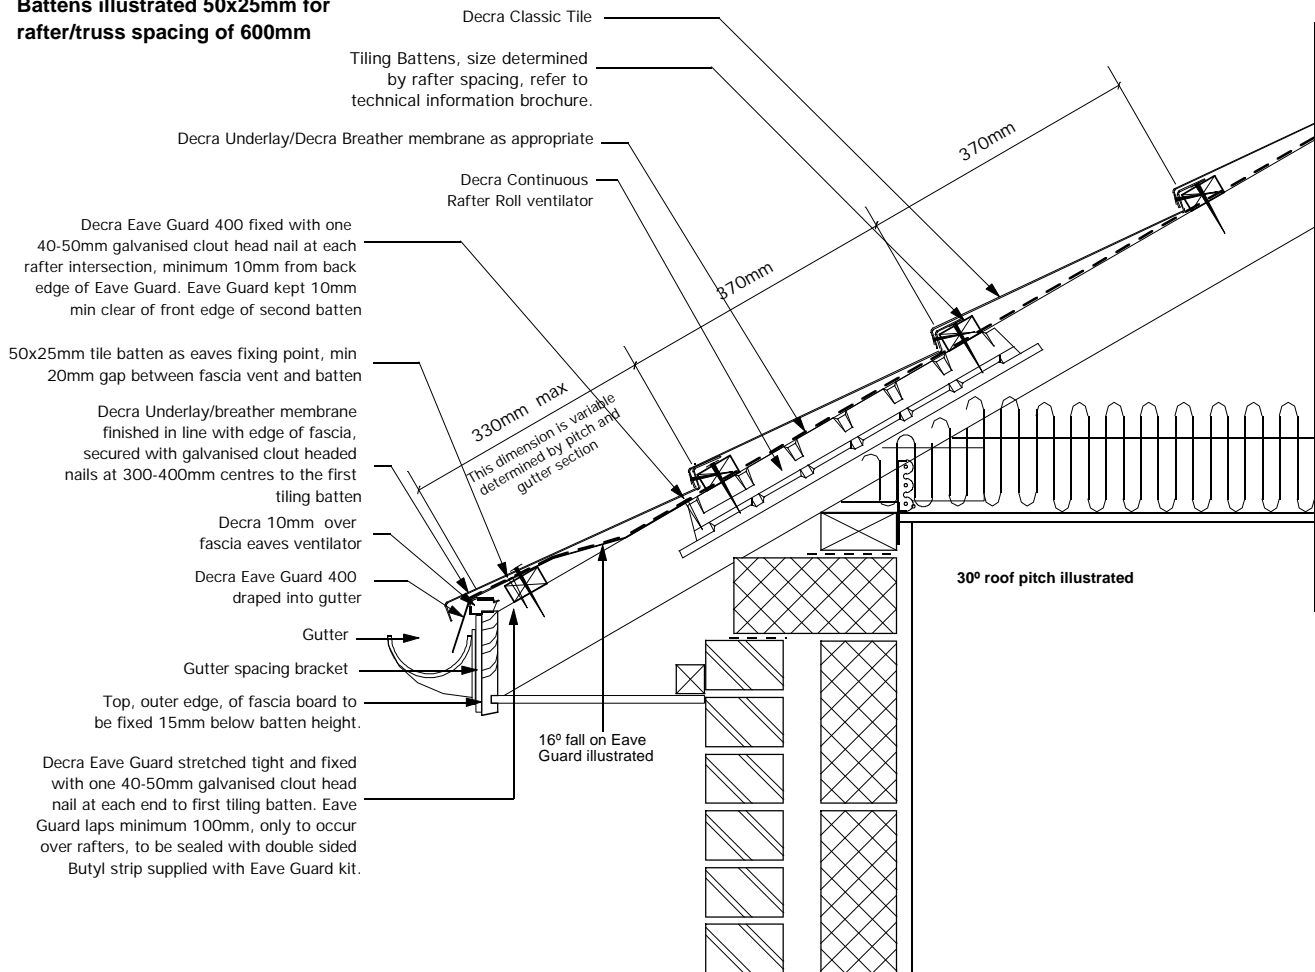 Battens illustrated 50x25mm for
rafter/truss spacing of 600mm
Decra Classic Tile
Tiling Battens, size determined
by rafter spacing, refer to
technical information brochure.
Decra Underlay/Decra Breather membrane as appropriate
Decra Continuous
Rafter Roll ventilator
Decra Eave Guard 400 fixed with one
40-50mm galvanised clout head nail at each
rafter intersection, minimum 10mm from back
edge of Eave Guard. Eave Guard kept 10mm
min clear of front edge of second batten
50x25mm tile batten as eaves fixing point, min
20mm gap between fascia vent and batten
Decra Underlay/breather membrane
finished in line with edge of fascia,
secured with galvanised clout headed
nails at 300-400mm centres to the first
tiling batten
Decra 10mm over
fascia eaves ventilator
Decra Eave Guard 400
draped into gutter
Gutter
Gutter spacing bracket
Top, outer edge, of fascia board to
be fixed 15mm below batten height.
Decra Eave Guard stretched tight and fixed
with one 40-50mm galvanised clout head
nail at each end to first tiling batten. Eave
Guard laps minimum 100mm, only to occur
over rafters, to be sealed with double sided
Butyl strip supplied with Eave Guard kit.
370mm
370mm
330mm max
This dimension is variable
determined by pitch and
gutter section
30º roof pitch illustrated
16º fall on Eave
Guard illustrated